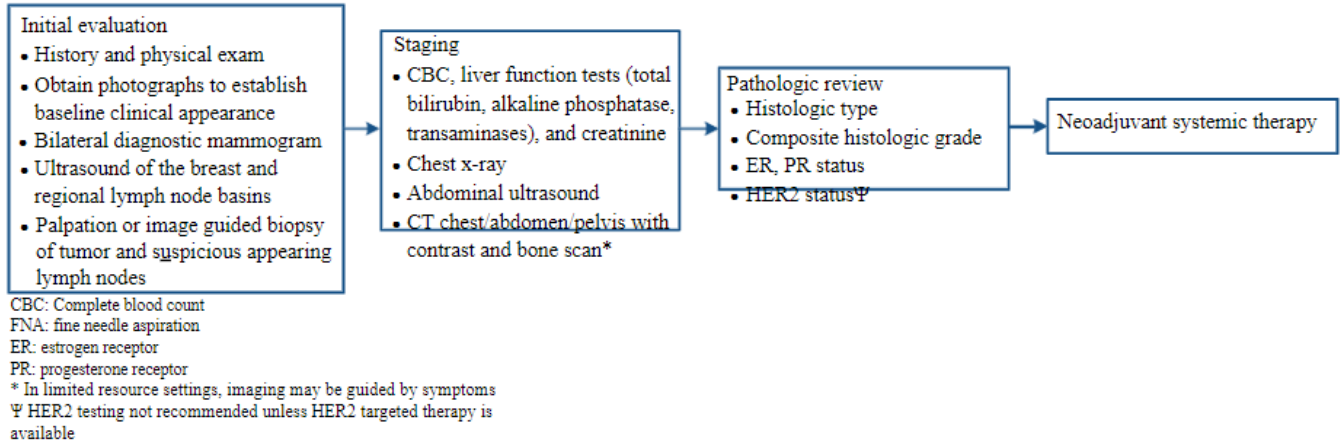 Initial evaluation
• History and physical exam
• Obtain photographs to establish
baseline clinical appearance
• Bilateral diagnostic mammogram
• Ultrasound of the breast and
regional lymph node basins
• Palpation or image guided biopsy
of tumor and suspicious appearing
lymph nodes
Staging
• CBC, liver function tests (total
bilirubin, alkaline phosphatase,
transaminases), and creatinine
• Chest x-ray
• Abdominal ultrasound
• CT chest/abdomen/pelvis with
contrast and bone scan*
Pathologic review
• Histologic type
• Composite histologic grade
• ER, PR status
• HER2 statusΨ
Neoadjuvant systemic therapy
CBC: Complete blood count
FNA: fine needle aspiration
ER: estrogen receptor
PR: progesterone receptor
* In limited resource settings, imaging may be guided by symptoms
Ψ HER2 testing not recommended unless HER2 targeted therapy is
available